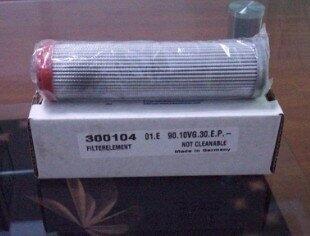 300104 01.E 90.10VG.30.E.P.-
FILTERELEMENT NOT CLEANABLE
Made in Germany